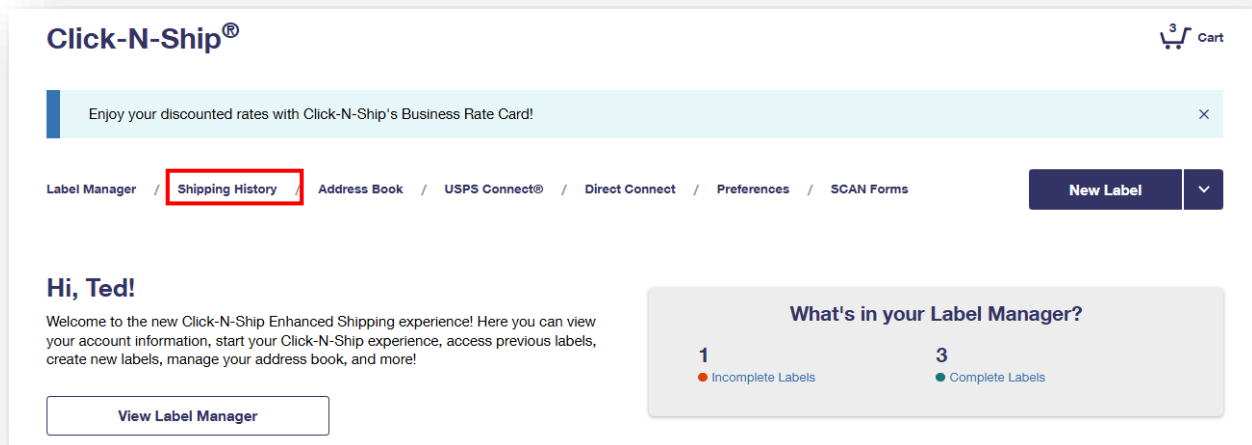 Click-N-Ship®
3 Cart
Enjoy your discounted rates with Click-N-Ship's Business Rate Card!
Label Manager / Shipping History / Address Book / USPS Connect® / Direct Connect / Preferences / SCAN Forms
New Label
Hi, Ted!
Welcome to the new Click-N-Ship Enhanced Shipping experience! Here you can view
your account information, start your Click-N-Ship experience, access previous labels,
create new labels, manage your address book, and more!
View Label Manager
What's in your Label Manager?
1 3
Incomplete Labels Complete Labels